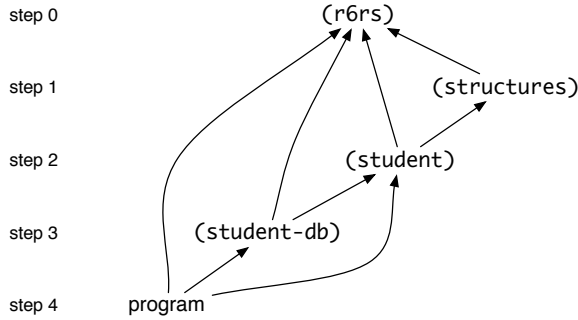 step 0 (r6rs)
step 1 (structures)
step 2 (student)
step 3 (student-db)
step 4 program